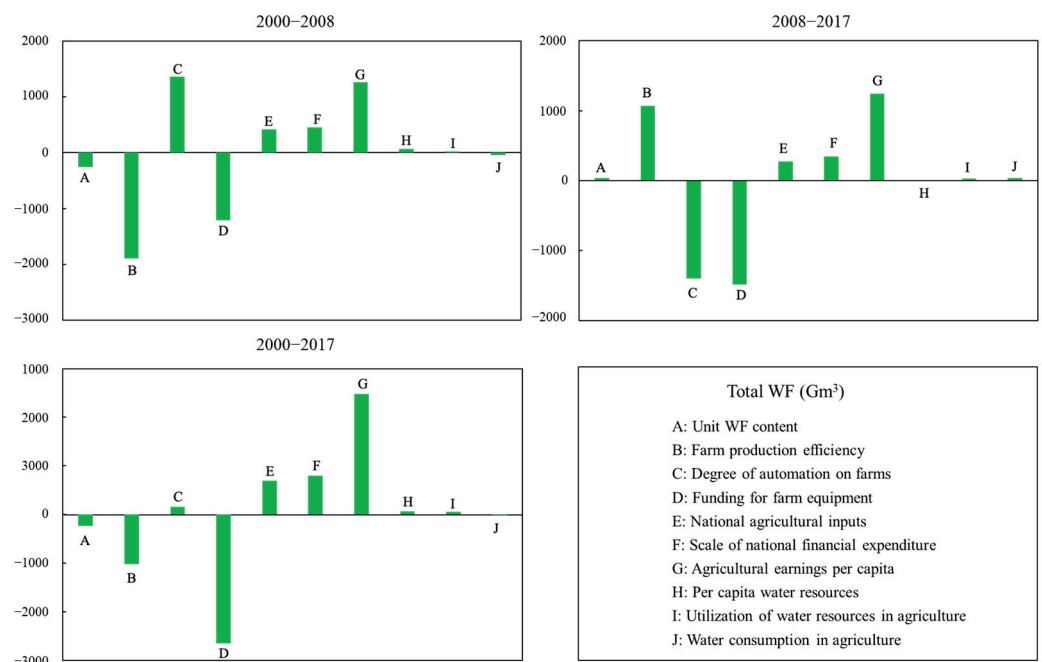 2000−2008
2000
1000
0
−1000
−2000
−3000
A
B
C
D
E
F
G
H
I
J
2008−2017
2000
1000
0
−1000
−2000
A
B
C
D
E
F
G
H
I
J
2000−2017
1000
2000
3000
0
−1000
−2000
−3000
A
B
C
D
E
F
G
H
I
J
Total WF (Gm³)
A: Unit WF content
B: Farm production efficiency
C: Degree of automation on farms
D: Funding for farm equipment
E: National agricultural inputs
F: Scale of national financial expenditure
G: Agricultural earnings per capita
H: Per capita water resources
I: Utilization of water resources in agriculture
J: Water consumption in agriculture